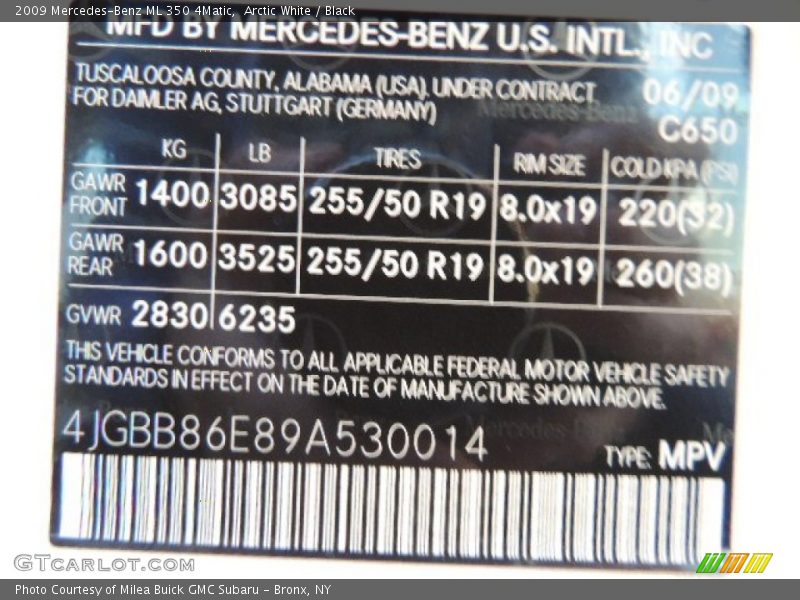 2009 Mercedes-Benz ML 350 4Matic, Arctic White / Black
MFD BY MERCEDES-BENZ U.S. INTL., INC
TUSCALOOSA COUNTY, ALABAMA (USA), UNDER CONTRACT 06/09
FOR DAIMLER AG, STUTTGART (GERMANY)
C650
KG LB TIRES RIM SIZE COLD KPA (PSI)
GAWR FRONT 1400 3085 255/50 R19 8.0x19 220(32)
GAWR REAR 1600 3525 255/50 R19 8.0x19 260(38)
GVWR 2830 6235
THIS VEHICLE CONFORMS TO ALL APPLICABLE FEDERAL MOTOR VEHICLE SAFETY
STANDARDS IN EFFECT ON THE DATE OF MANUFACTURE SHOWN ABOVE.
4JGBB86E89A530014
TYPE: MPV
GTCARLOT.COM
Photo Courtesy of Milea Buick GMC Subaru - Bronx, NY